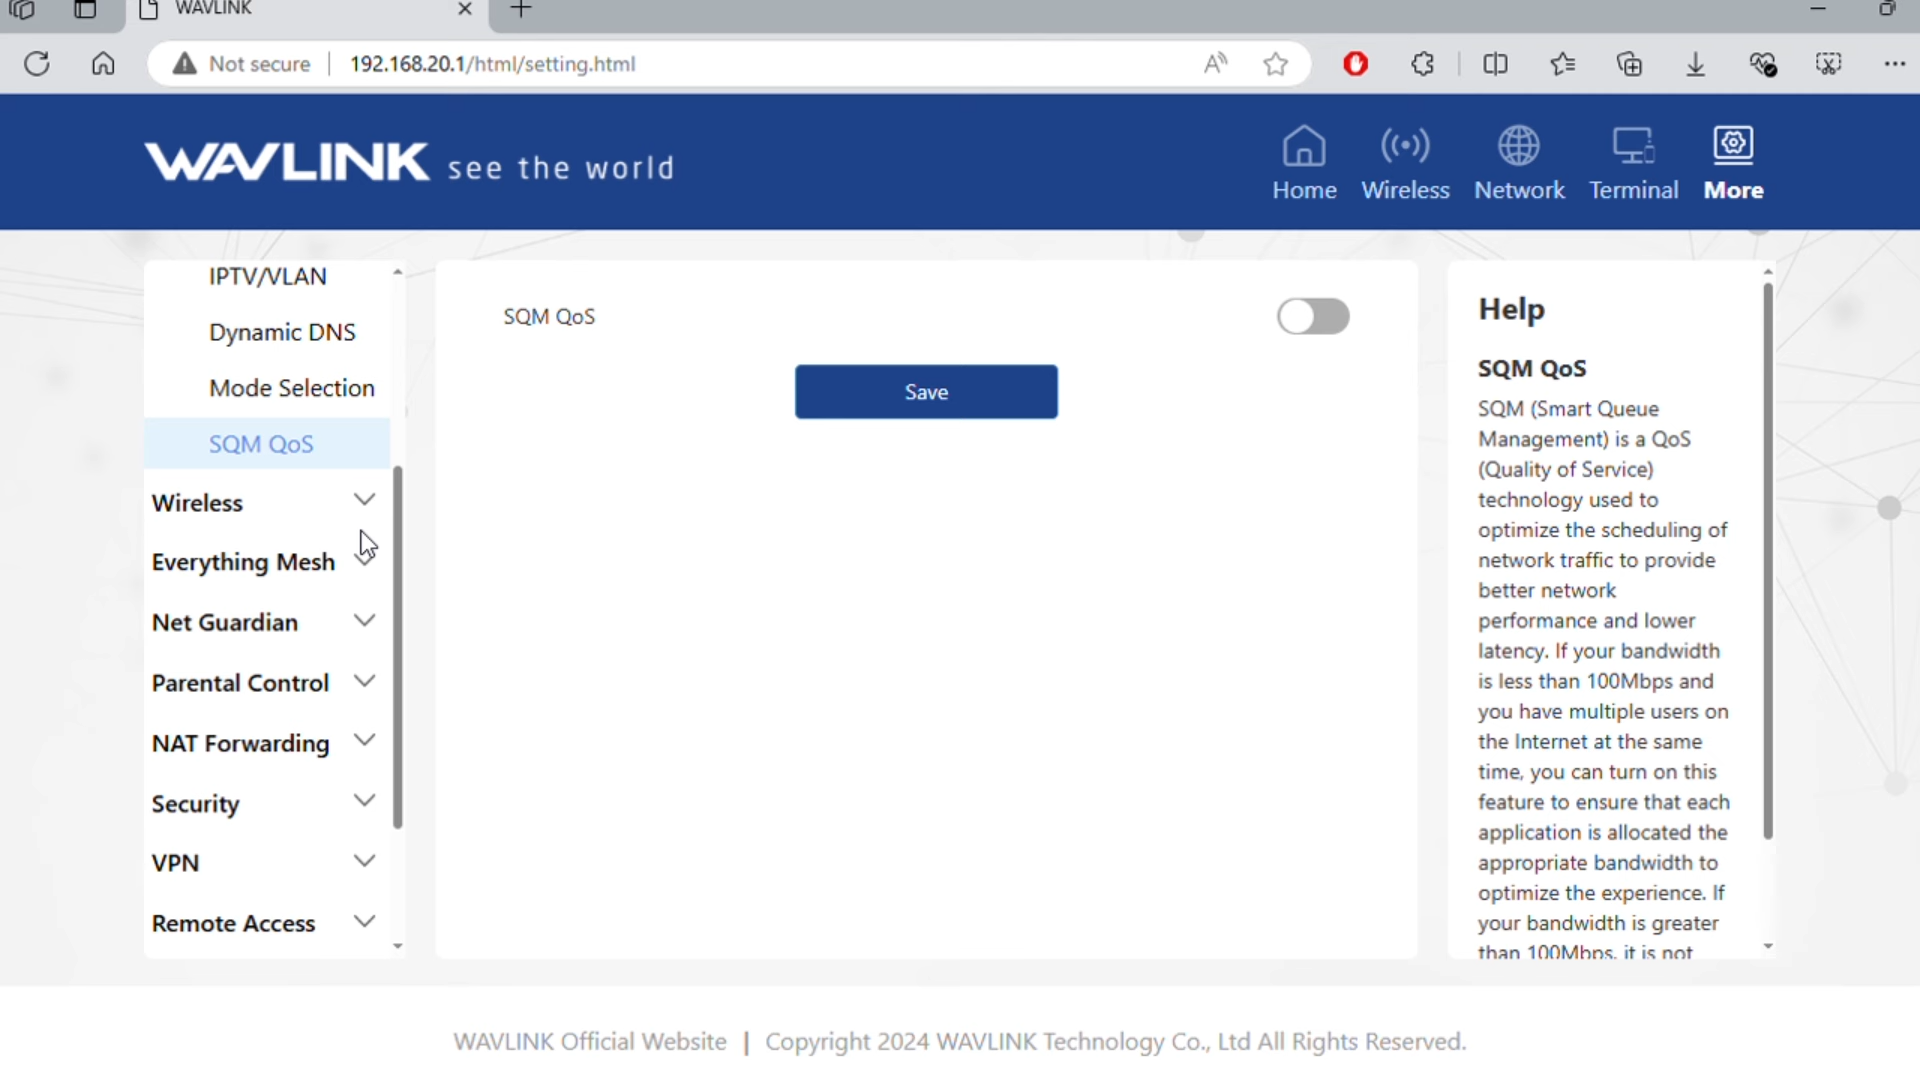 WAVLINK
Not secure 192.168.20.1/html/setting.html
WAVLINK see the world
Home Wireless Network Terminal More
IPTV/VLAN
Dynamic DNS
Mode Selection
SQM QoS
Wireless
Everything Mesh
Net Guardian
Parental Control
NAT Forwarding
Security
VPN
Remote Access
SQM QoS
Save
Help
SQM QoS
SQM (Smart Queue
Management) is a QoS
(Quality of Service)
technology used to
optimize the scheduling of
network traffic to provide
better network
performance and lower
latency. If your bandwidth
is less than 100Mbps and
you have multiple users on
the Internet at the same
time, you can turn on this
feature to ensure that each
application is allocated the
appropriate bandwidth to
optimize the experience. If
your bandwidth is greater
than 100Mbps, it is not
WAVLINK Official Website | Copyright 2024 WAVLINK Technology Co., Ltd All Rights Reserved.